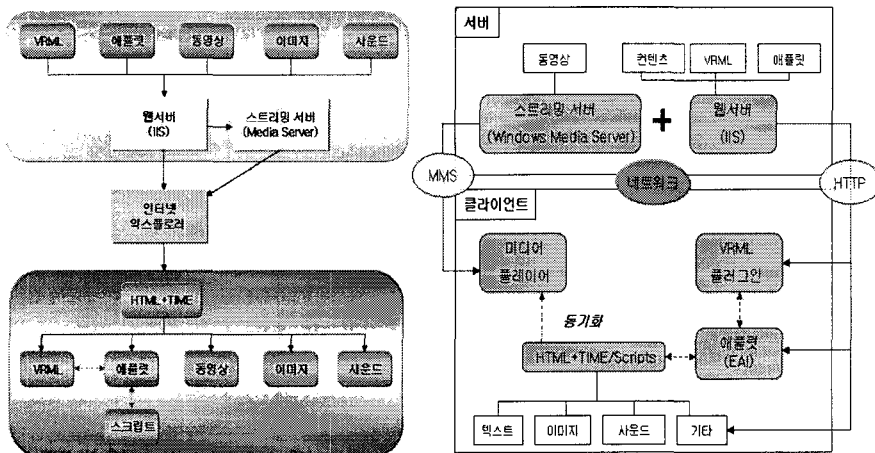 VRML
애플릿
동영상
이미지
사운드
웹서버
(IIS)
스트리밍 서버
(Media Server)
인터넷
익스플로러
HTML+TIME
VRML
애플릿
동영상
이미지
사운드
스크립트
서버
동영상
컨텐츠
VRML
애플릿
스트리밍 서버
(Windows Media Server)
+
웹서버
(IIS)
MMS
네트워크
HTTP
클라이언트
미디어
플레이어
VRML
플러그인
동기화
HTML+TIME/Scripts
애플릿
(EAI)
텍스트
이미지
사운드
기타